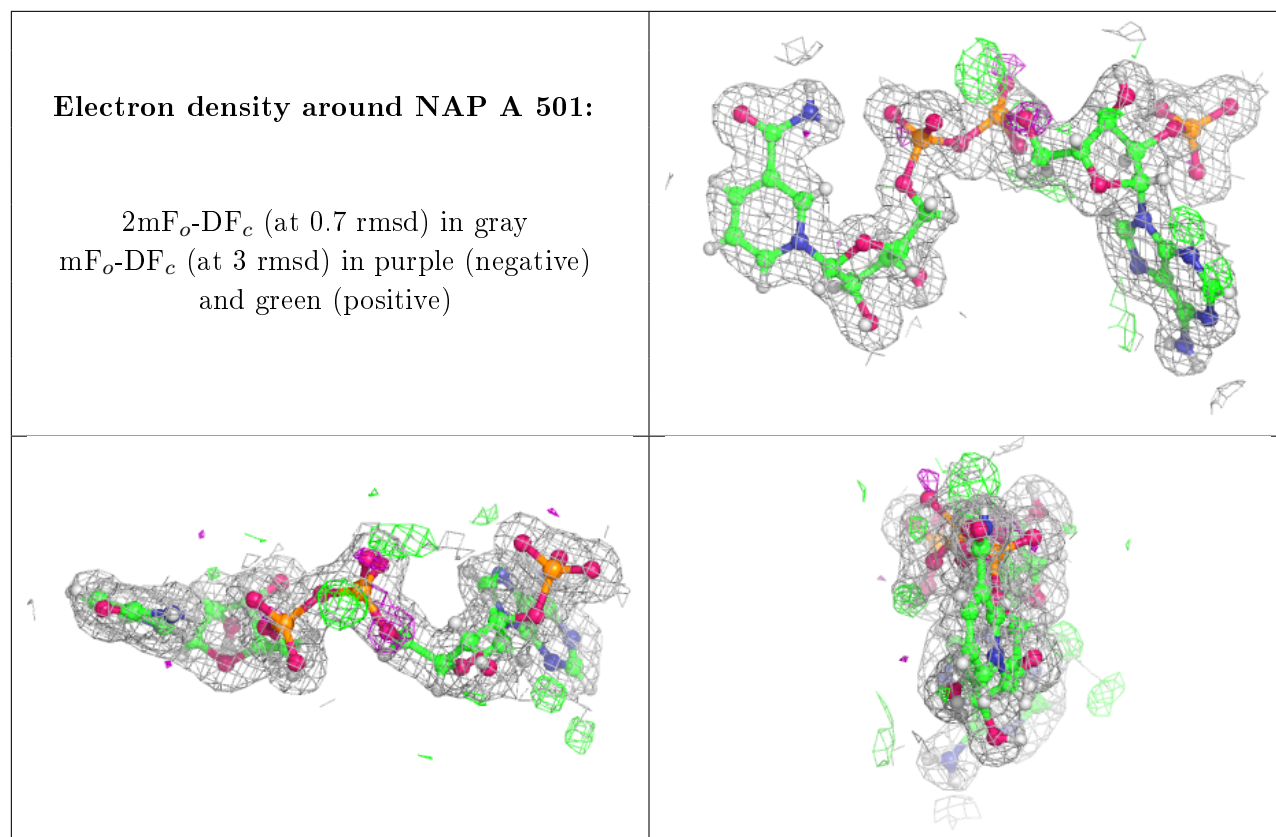 Electron density around NAP A 501:
2mFₒ-DF𝒸 (at 0.7 rmsd) in gray
mFₒ-DF𝒸 (at 3 rmsd) in purple (negative)
and green (positive)